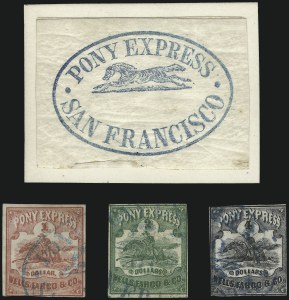 · PONY EXPRESS ·
SAN FRANCISCO
PONY EXPRESS
DOLLAR.
WELLS, FARGO & CO.
PONY EXPRESS
DOLLARS
WELLS, FARGO & CO.
PONY EXPRESS
DOLLARS
WELLS, FARGO & CO.